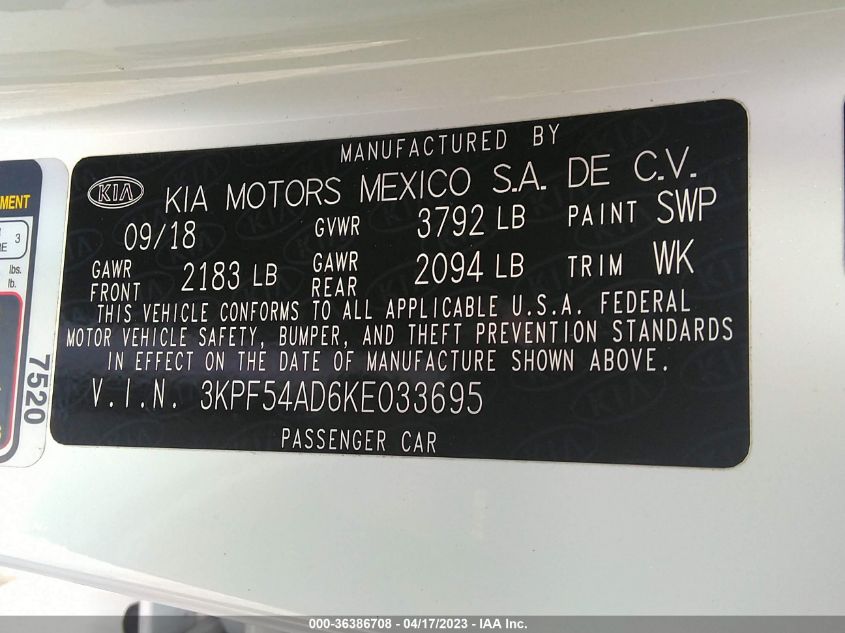 MANUFACTURED BY
KIA KIA MOTORS MEXICO S.A. DE C.V.
09/18 GVWR 3792 LB PAINT SWP
GAWR FRONT 2183 LB GAWR REAR 2094 LB TRIM WK
THIS VEHICLE CONFORMS TO ALL APPLICABLE U.S.A. FEDERAL
MOTOR VEHICLE SAFETY, BUMPER, AND THEFT PREVENTION STANDARDS
IN EFFECT ON THE DATE OF MANUFACTURE SHOWN ABOVE.
V.I.N. 3KPF54AD6KE033695
PASSENGER CAR
3
lbs.
lb.
7520
000-36386708 - 04/17/2023 - IAA Inc.